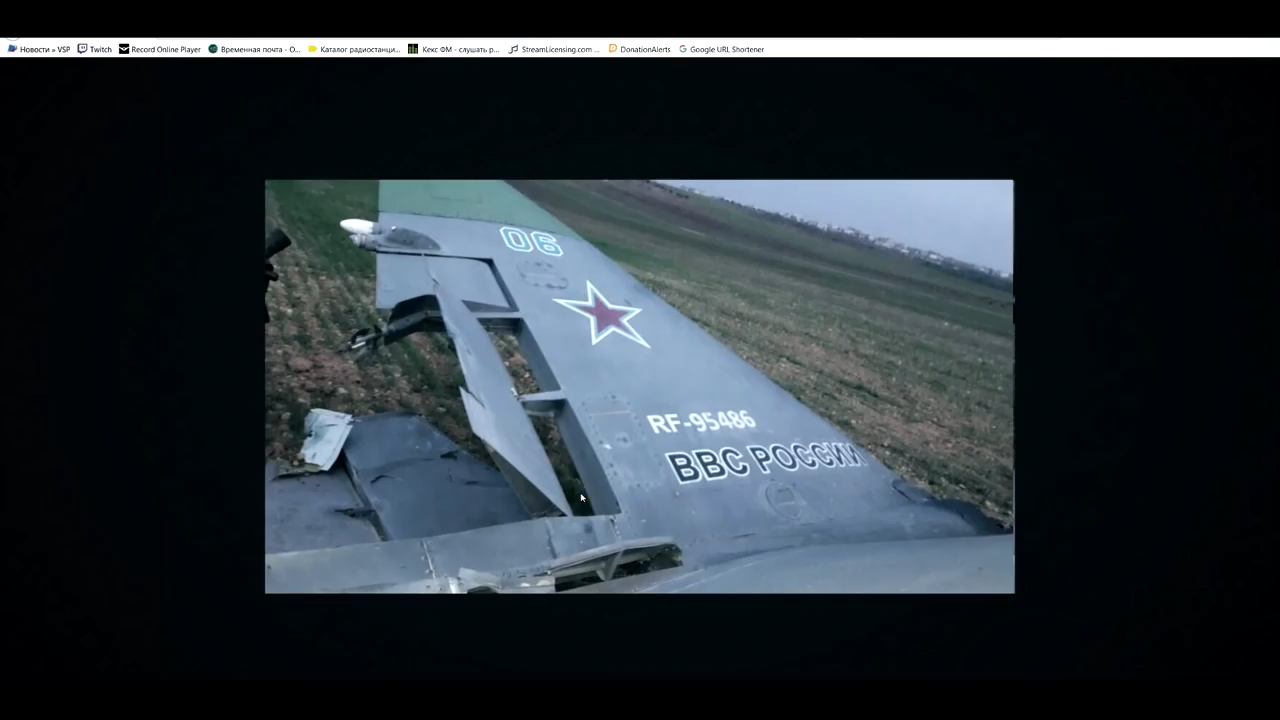 Новости » VSP Twitch Record Online Player Временная почта - О... Каталог радиостанци... Кекс ФМ - слушать р... StreamLicensing.com ... DonationAlerts Google URL Shortener
06
RF-95486
ВВС РОССИИ